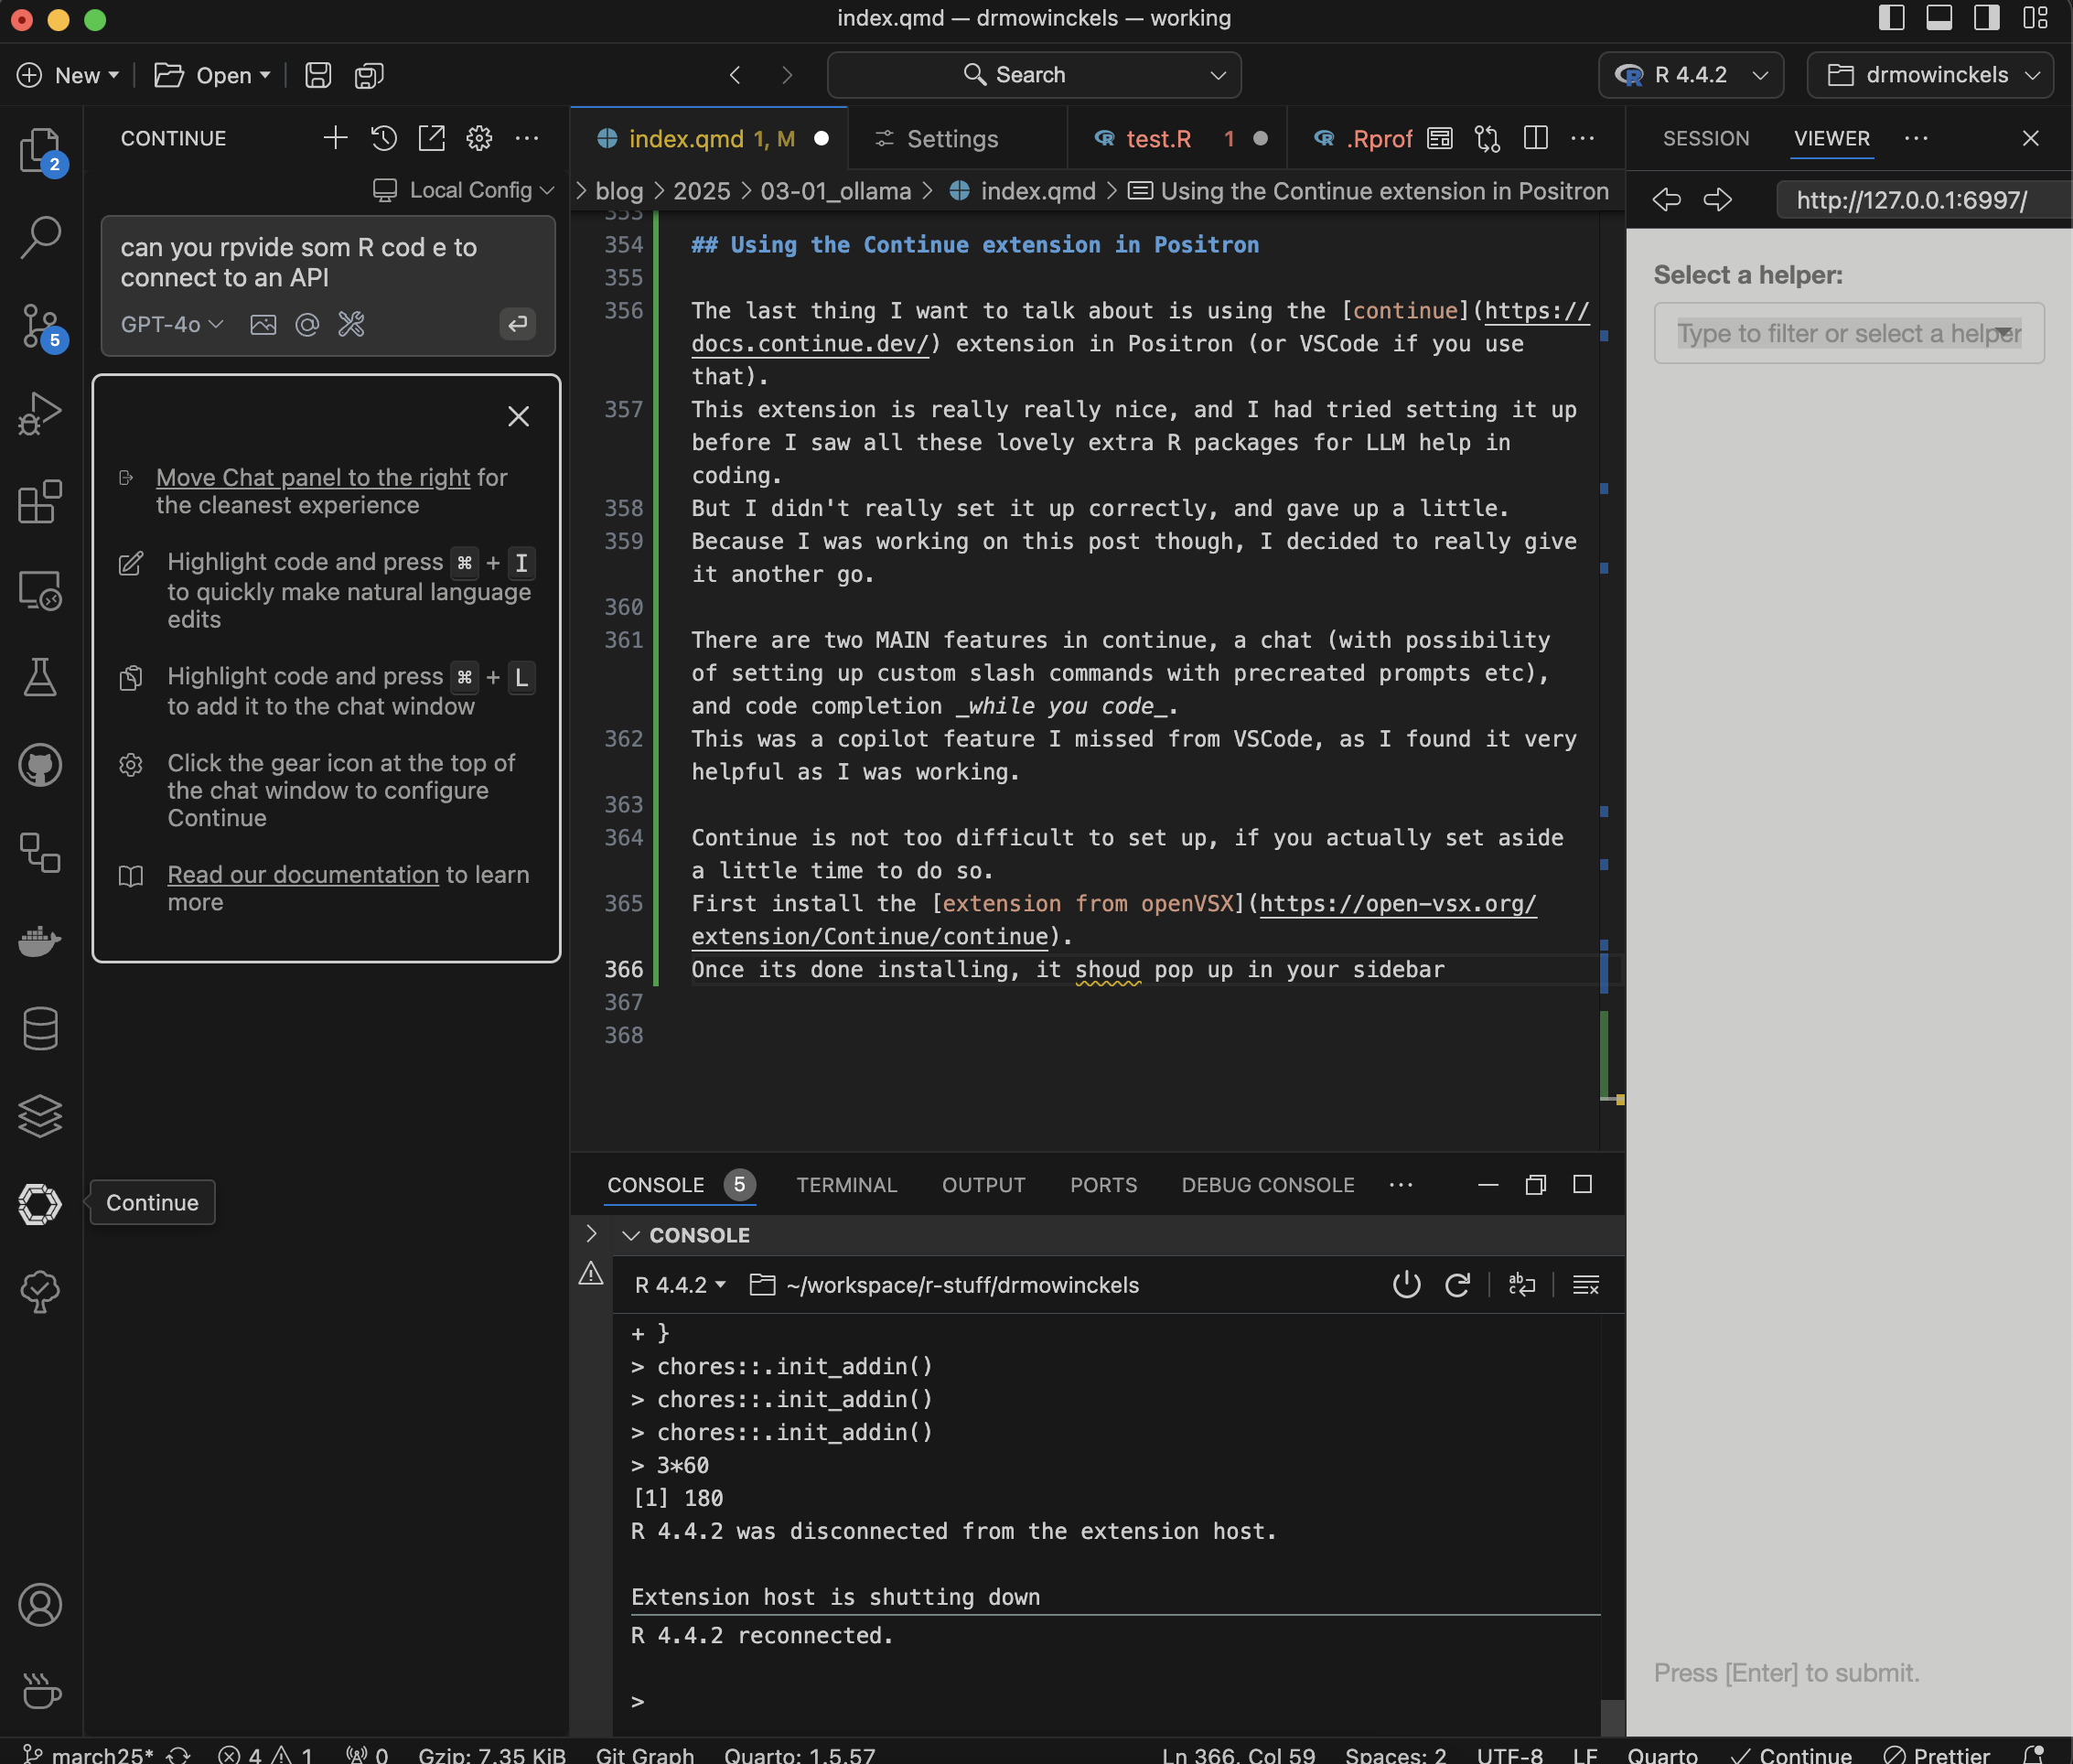 index.qmd — drmowinckels — working
New
Open
Search
R 4.4.2
drmowinckels
2
5
CONTINUE
Local Config
can you rpvide som R cod e to
connect to an API
GPT-4o
Move Chat panel to the right for
the cleanest experience
Highlight code and press ⌘ + I
to quickly make natural language
edits
Highlight code and press ⌘ + L
to add it to the chat window
Click the gear icon at the top of
the chat window to configure
Continue
Read our documentation to learn
more
Continue
index.qmd 1, M
Settings
test.R 1
.Rprof
> blog > 2025 > 03-01_ollama > index.qmd > Using the Continue extension in Positron
353
354 ## Using the Continue extension in Positron
355
356 The last thing I want to talk about is using the [continue](https://
docs.continue.dev/) extension in Positron (or VSCode if you use
that).
357 This extension is really really nice, and I had tried setting it up
before I saw all these lovely extra R packages for LLM help in
coding.
358 But I didn't really set it up correctly, and gave up a little.
359 Because I was working on this post though, I decided to really give
it another go.
360
361 There are two MAIN features in continue, a chat (with possibility
of setting up custom slash commands with precreated prompts etc),
and code completion _while you code_.
362 This was a copilot feature I missed from VSCode, as I found it very
helpful as I was working.
363
364 Continue is not too difficult to set up, if you actually set aside
a little time to do so.
365 First install the [extension from openVSX](https://open-vsx.org/
extension/Continue/continue).
366 Once its done installing, it shoud pop up in your sidebar
367
368
CONSOLE 5 TERMINAL OUTPUT PORTS DEBUG CONSOLE
CONSOLE
R 4.4.2 ~/workspace/r-stuff/drmowinckels
+ }
> chores::.init_addin()
> chores::.init_addin()
> chores::.init_addin()
> 3*60
[1] 180
R 4.4.2 was disconnected from the extension host.
Extension host is shutting down
R 4.4.2 reconnected.
>
SESSION VIEWER
http://127.0.0.1:6997/
Select a helper:
Type to filter or select a helper
Press [Enter] to submit.
march25* 4 1 0 Gzip: 7.35 KiB Git Graph Quarto: 1.5.57 Ln 366, Col 59 Spaces: 2 UTF-8 LF Quarto Continue Prettier